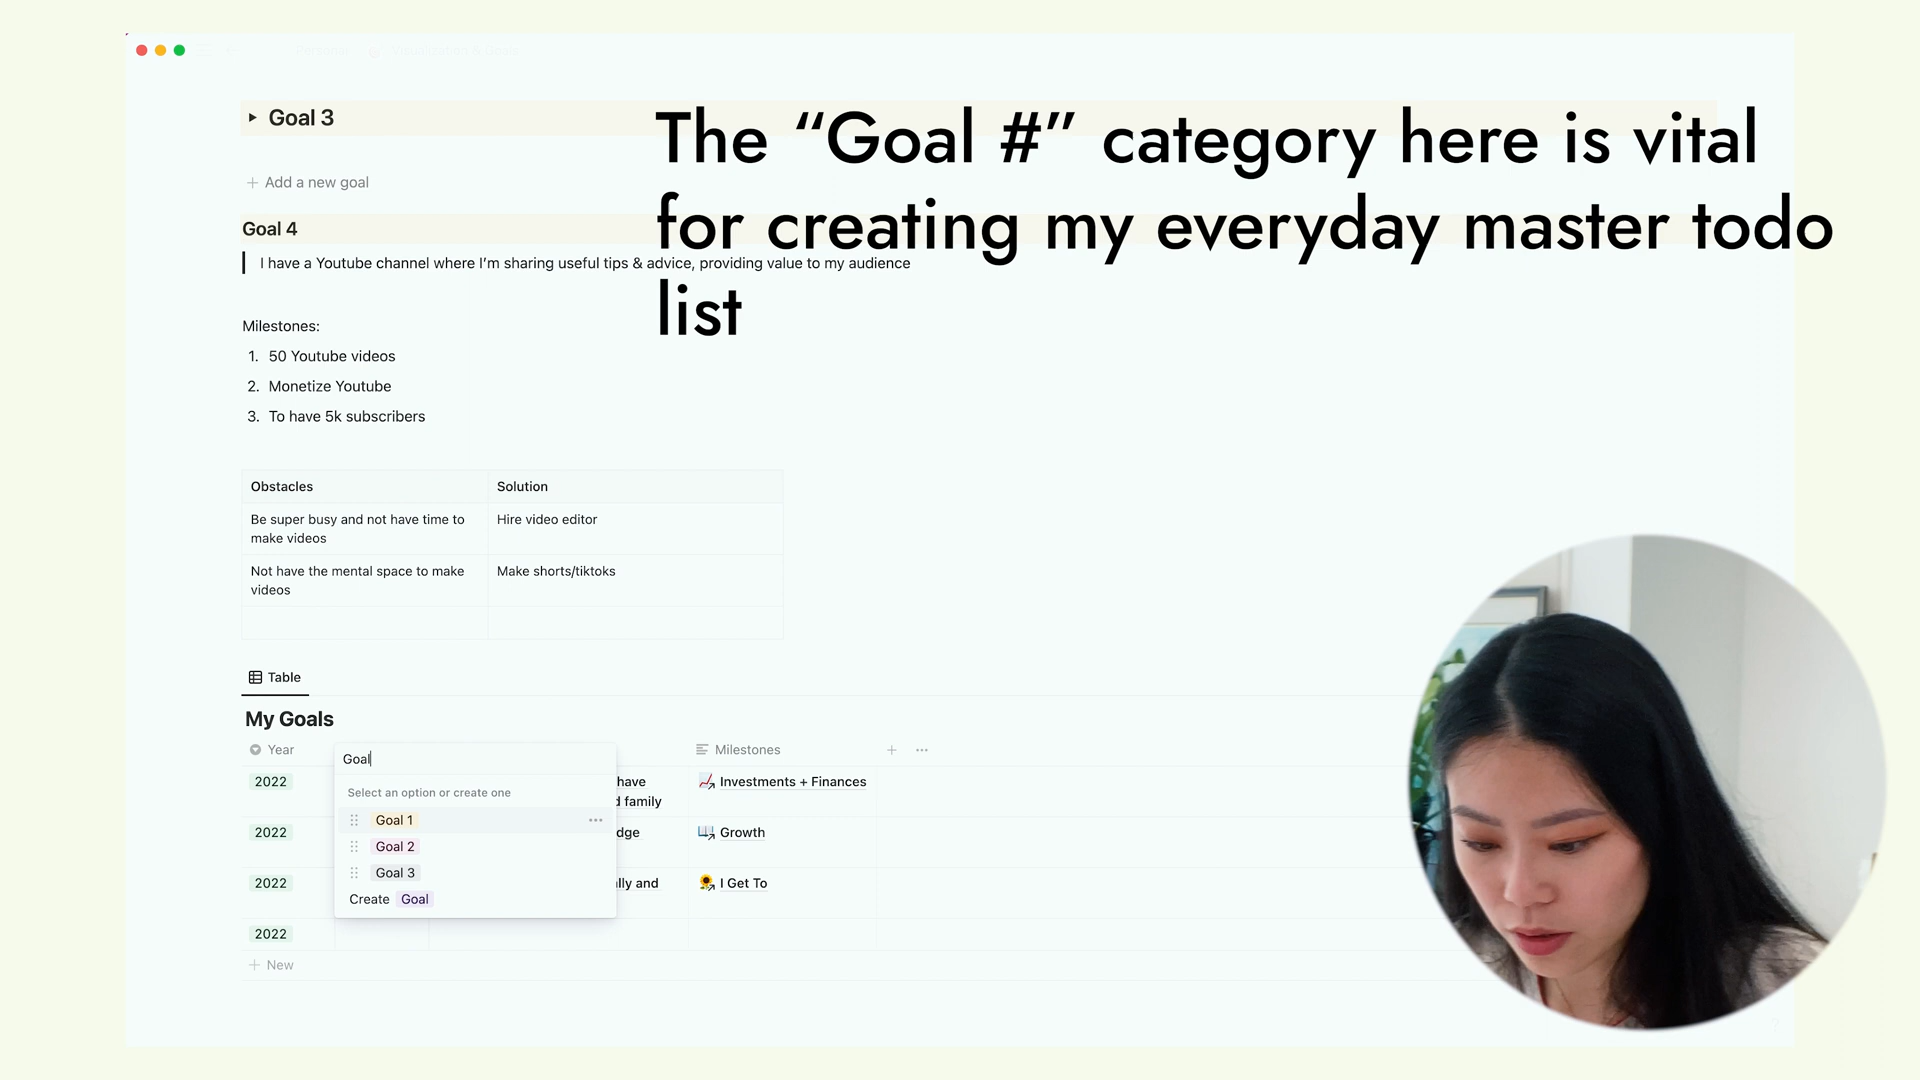 Goal 3
The “Goal #” category here is vital
for creating my everyday master todo
list
+ Add a new goal
Goal 4
I have a Youtube channel where I’m sharing useful tips & advice, providing value to my audience
Milestones:
1. 50 Youtube videos
2. Monetize Youtube
3. To have 5k subscribers
Obstacles Solution
Be super busy and not have time to Hire video editor
make videos
Not have the mental space to make Make shorts/tiktoks
videos
Table
My Goals
Year Milestones + ...
Goal
2022 have Investments + Finances
Select an option or create one
family
Goal 1 ...
2022 Growth
Goal 2
Goal 3
2022 and I Get To
Create Goal
2022
+ New